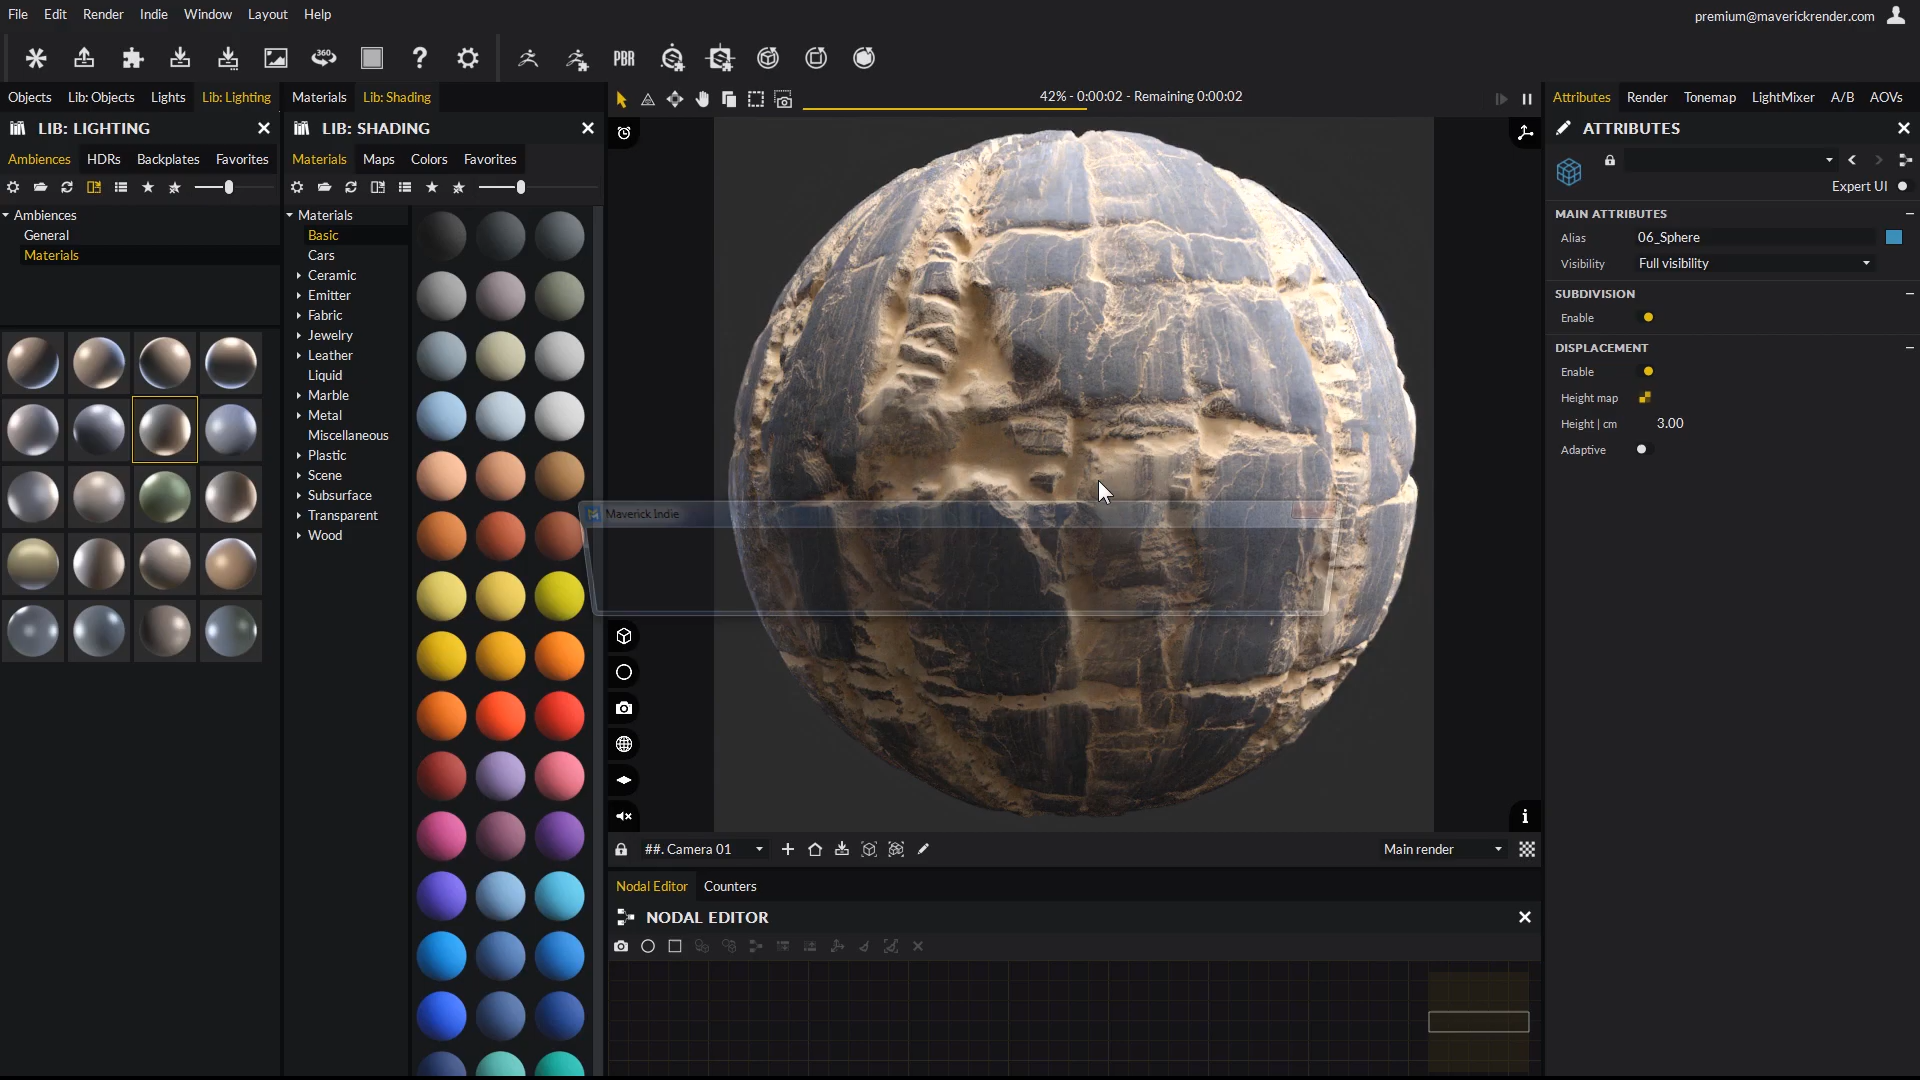 File Edit Render Indie Window Layout Help
premium@maverickrender.com
360
?
PBR
Objects Lib: Objects Lights Lib: Lighting
Materials Lib: Shading
42% - 0:00:02 - Remaining 0:00:02
Attributes Render Tonemap LightMixer A/B AOVs
LIB: LIGHTING
LIB: SHADING
ATTRIBUTES
Ambiences HDRs Backplates Favorites
Materials Maps Colors Favorites
Expert UI
Ambiences
General
Materials
Materials
Basic
Cars
Ceramic
Emitter
Fabric
Jewelry
Leather
Liquid
Marble
Metal
Miscellaneous
Plastic
Scene
Subsurface
Transparent
Wood
MAIN ATTRIBUTES
Alias 06_Sphere
Visibility Full visibility
SUBDIVISION
Enable
DISPLACEMENT
Enable
Height map
Height | cm 3.00
Adaptive
Maverick Indie
##. Camera 01
Main render
Nodal Editor Counters
NODAL EDITOR